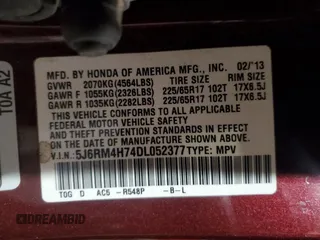 TOA A2
MFD. BY HONDA OF AMERICA MFG., INC. 02/'13
GVWR 2070KG(4564LBS) TIRE SIZE RIM SIZE
GAWR F 1055KG(2326LBS) 225/65R17 102T 17X6.5J
GAWR R 1035KG(2282LBS) 225/65R17 102T 17X6.5J
THIS VEHICLE CONFORMS TO ALL APPLICABLE
FEDERAL MOTOR VEHICLE SAFETY AND
THEFT PREVENTION STANDARDS IN EFFECT
ON THE DATE OF MANUFACTURE SHOWN ABOVE.
V.I.N:5J6RM4H74DL052377 TYPE: MPV
TOG D AC5 -R548P -B-L
DREAMBID